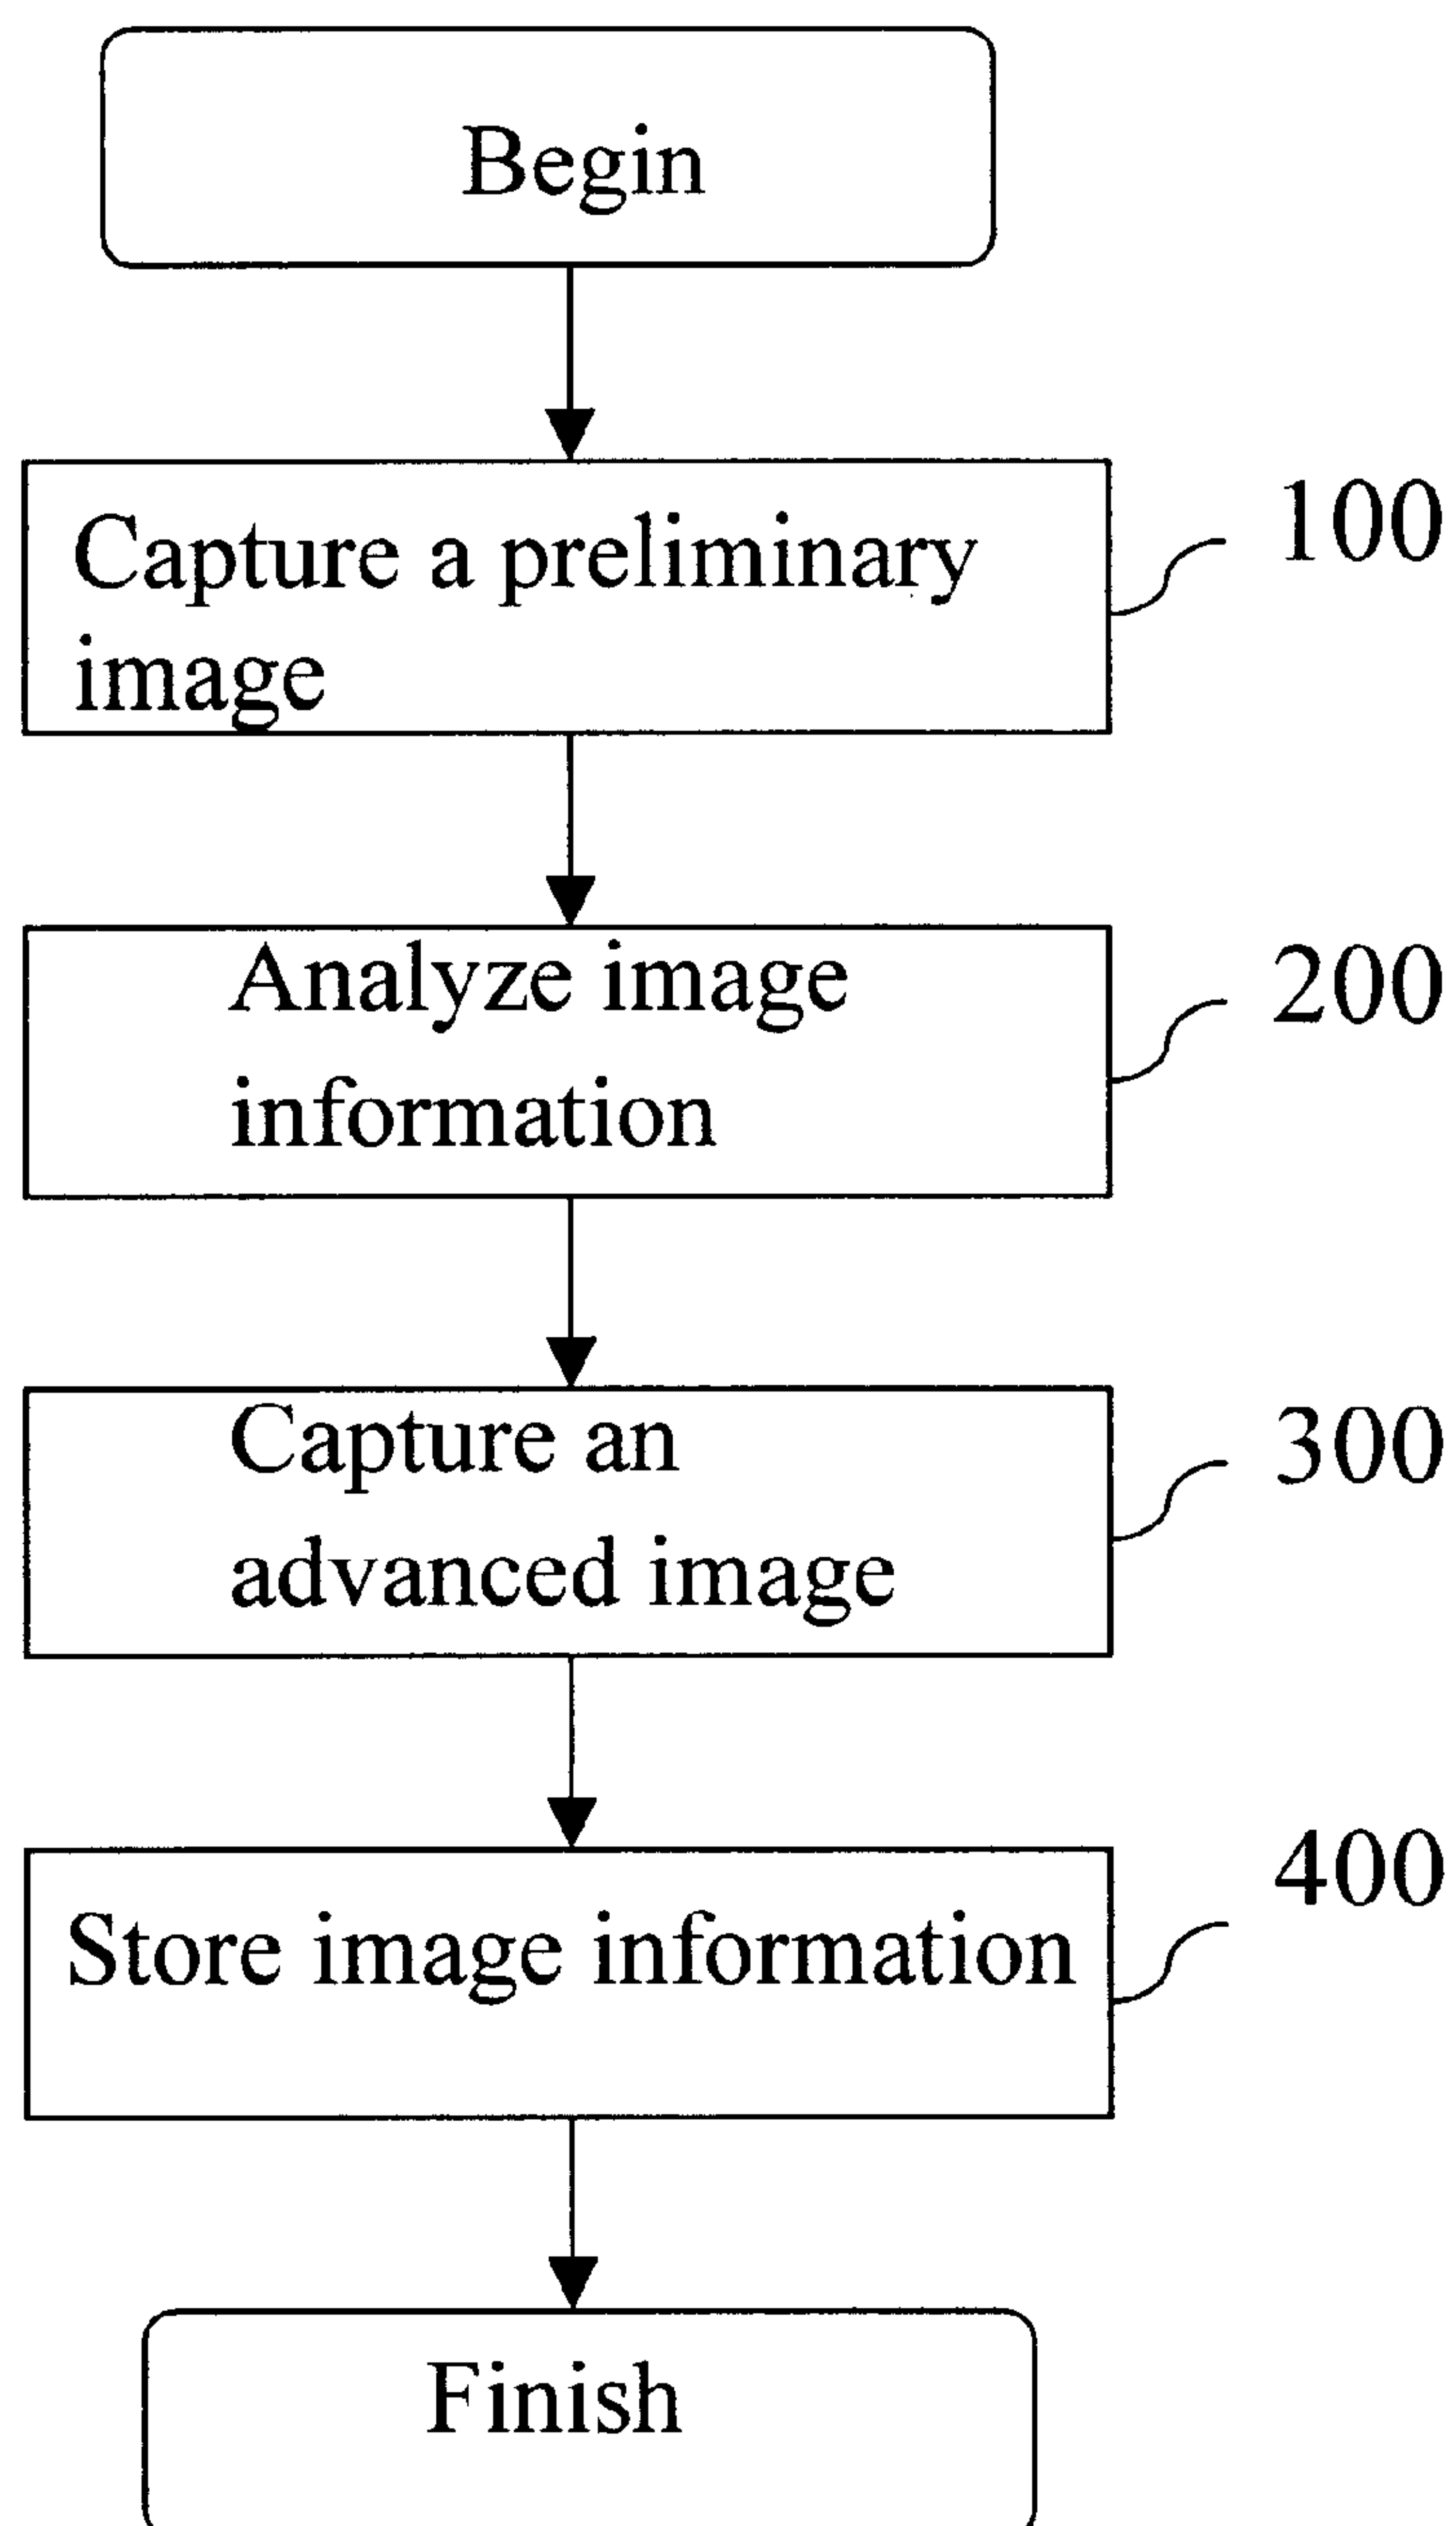 Begin
Capture a preliminary
image
100
Analyze image
information
200
Capture an
advanced image
300
Store image information
400
Finish